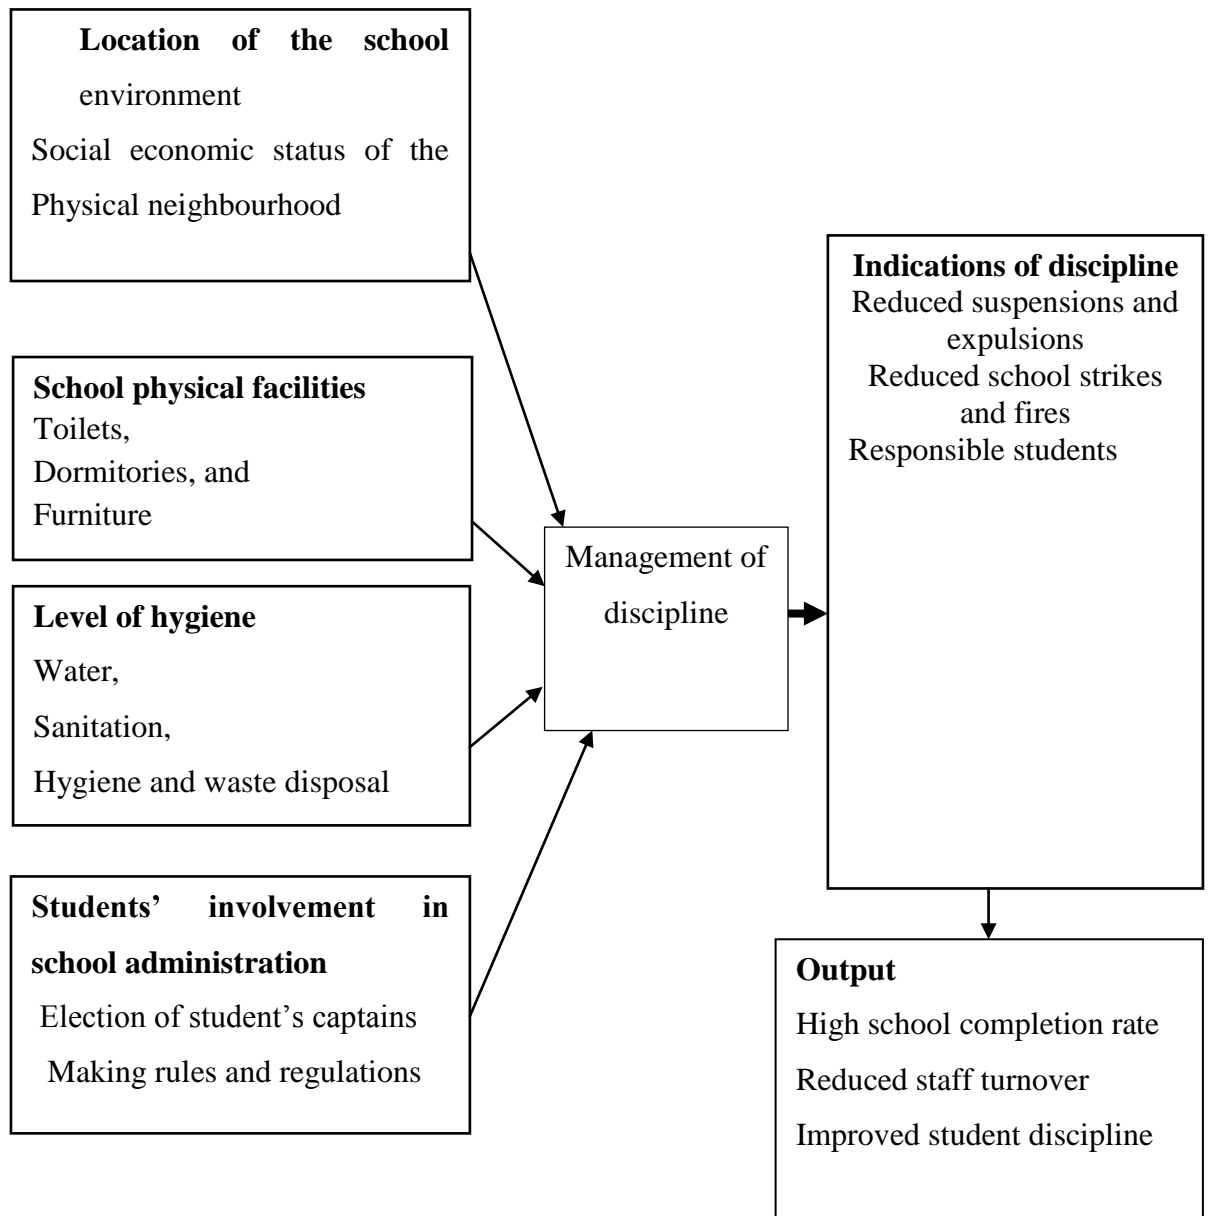 Location of the school
environment
Social economic status of the
Physical neighbourhood
School physical facilities
Toilets,
Dormitories, and
Furniture
Level of hygiene
Water,
Sanitation,
Hygiene and waste disposal
Students’ involvement in
school administration
Election of student’s captains
Making rules and regulations
Management of
discipline
Indications of discipline
Reduced suspensions and
expulsions
Reduced school strikes
and fires
Responsible students
Output
High school completion rate
Reduced staff turnover
Improved student discipline